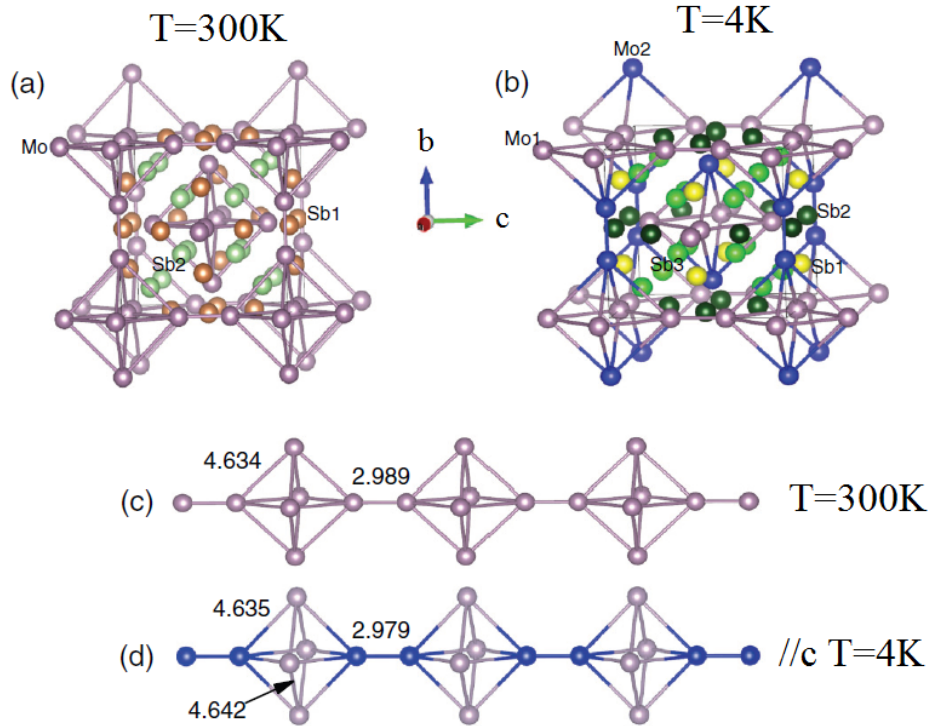 T=300K
T=4K
(a)
(b)
Mo2
Mo
Mo1
b
c
Sb1
Sb2
Sb2
Sb3
Sb1
4.634
2.989
(c)
T=300K
4.635
2.979
(d)
//c T=4K
4.642